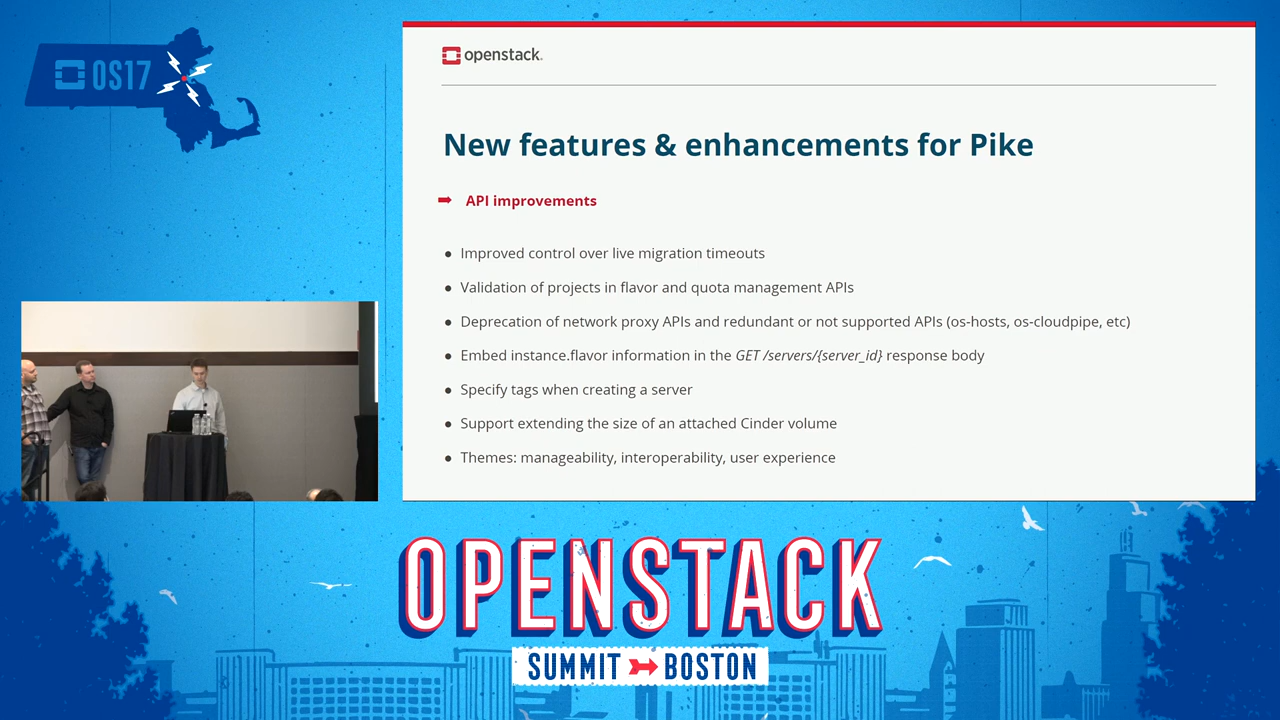 OS17
openstack.
New features & enhancements for Pike
➡ API improvements
● Improved control over live migration timeouts
● Validation of projects in flavor and quota management APIs
● Deprecation of network proxy APIs and redundant or not supported APIs (os-hosts, os-cloudpipe, etc)
● Embed instance.flavor information in the GET /servers/{server_id} response body
● Specify tags when creating a server
● Support extending the size of an attached Cinder volume
● Themes: manageability, interoperability, user experience
OPENSTACK
SUMMIT BOSTON